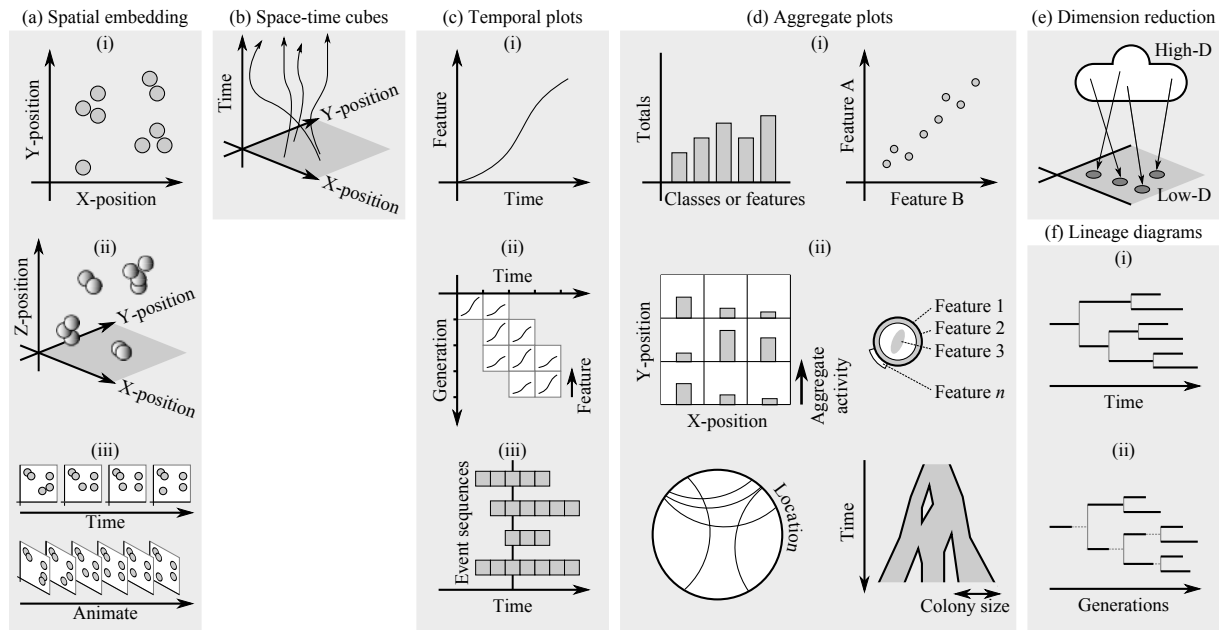 (a) Spatial embedding
(i)
Y-position
X-position
(ii)
Z-position
Y-position
X-position
(iii)
Time
Animate
(b) Space-time cubes
Time
Y-position
X-position
(c) Temporal plots
(i)
Feature
Time
(ii)
Time
Generation
Feature
(iii)
Event sequences
Time
(d) Aggregate plots
(i)
Totals
Classes or features
Feature A
Feature B
(ii)
Y-position
X-position
Aggregate
activity
Feature 1
Feature 2
Feature 3
Feature n
Location
Time
Colony size
(e) Dimension reduction
High-D
Low-D
(f) Lineage diagrams
(i)
Time
(ii)
Generations